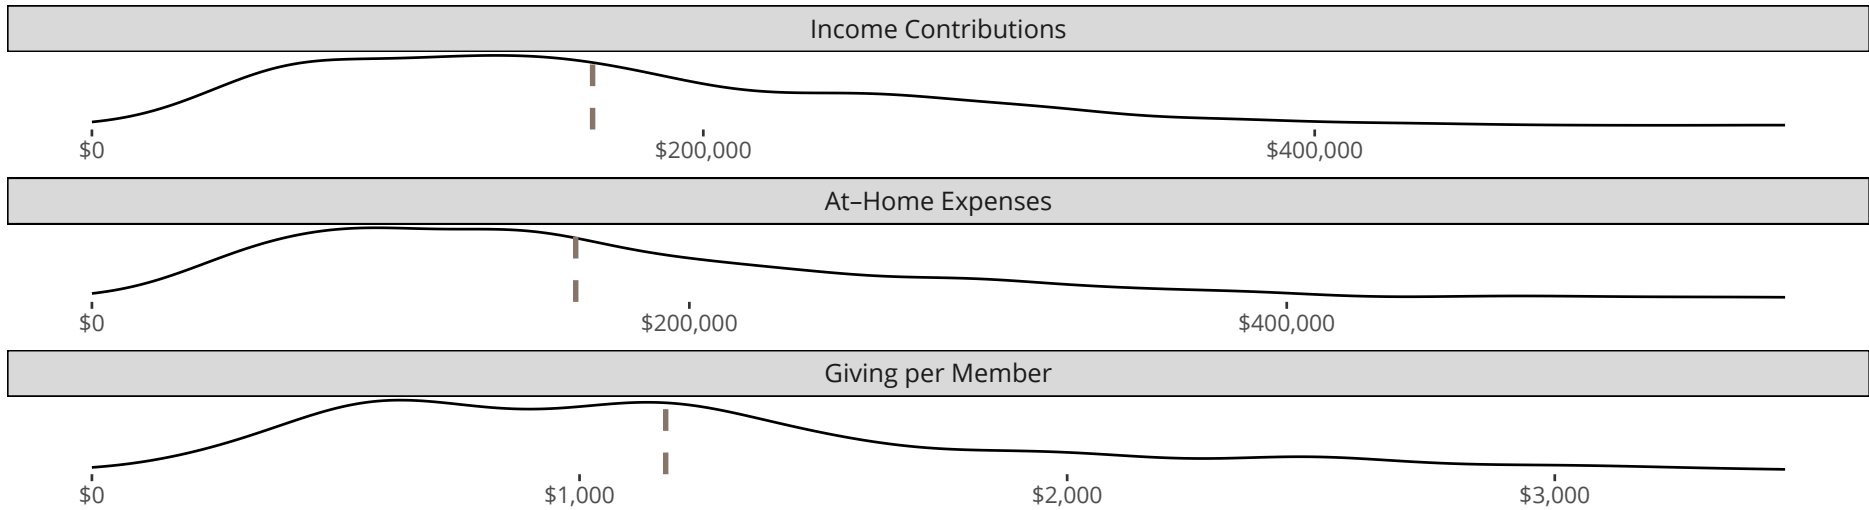 Income Contributions
$0 $200,000 $400,000
At–Home Expenses
$0 $200,000 $400,000
Giving per Member
$0 $1,000 $2,000 $3,000